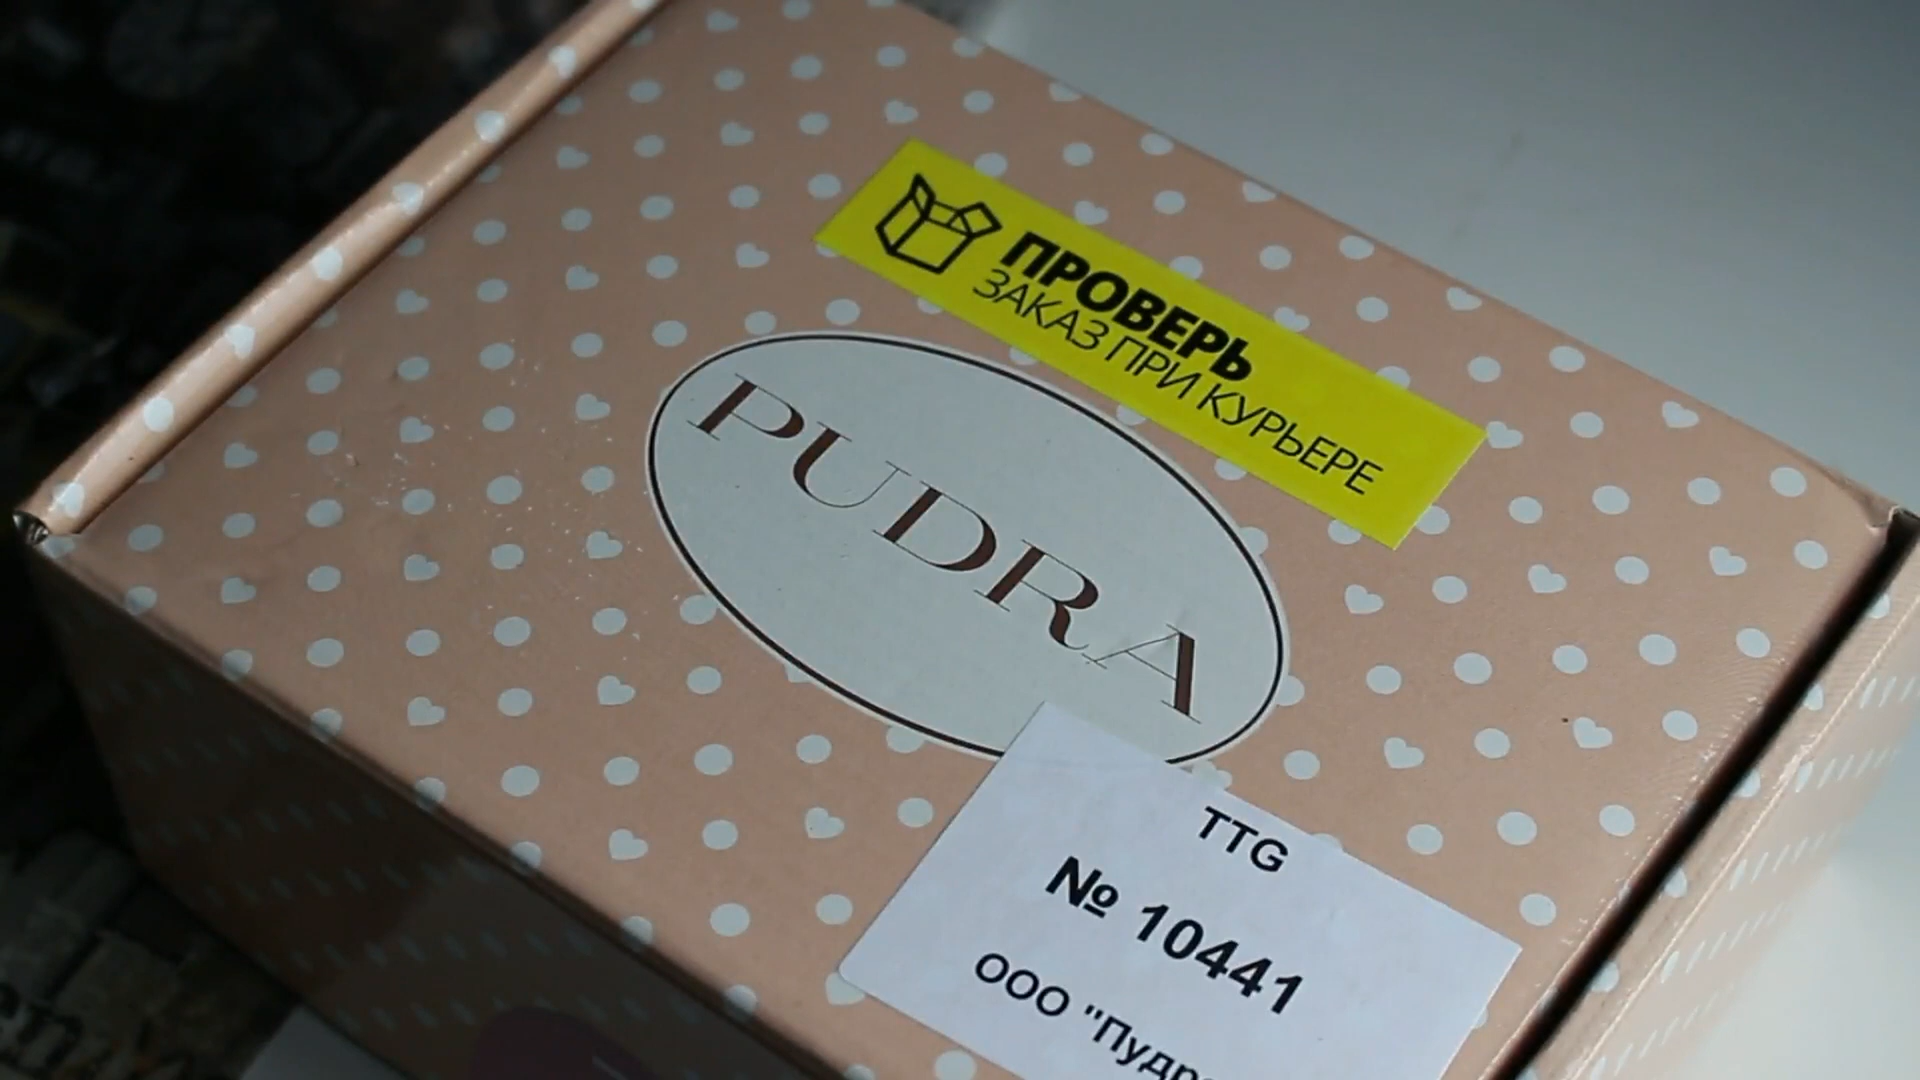 ПРОВЕРЬ
ЗАКАЗ ПРИ КУРЬЕРЕ
PUDRA
TTG
№ 10441
ООО "Пудр